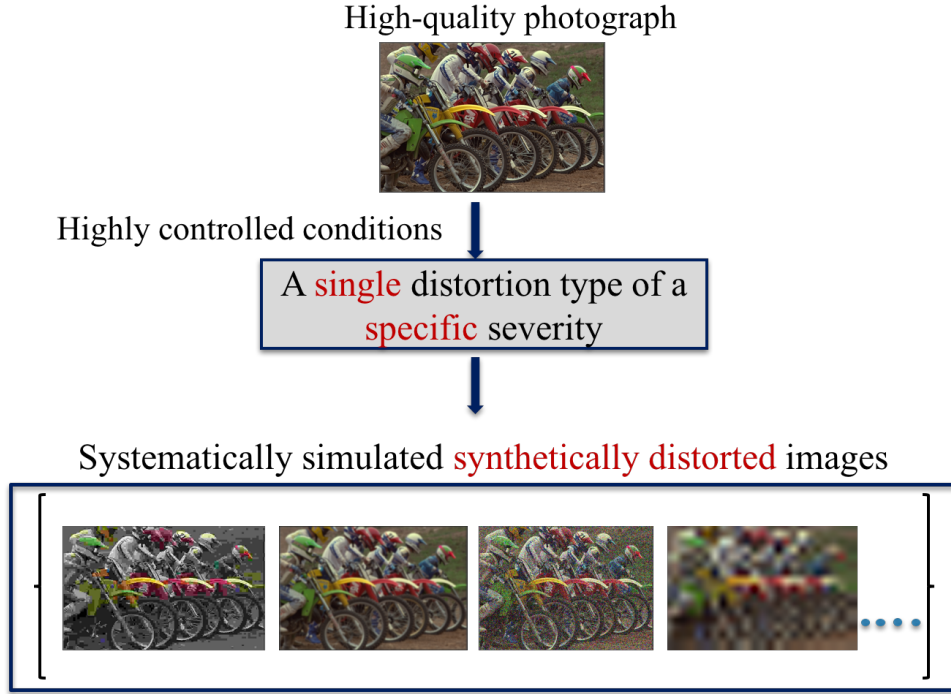 High-quality photograph
Highly controlled conditions
A single distortion type of a
specific severity
Systematically simulated synthetically distorted images